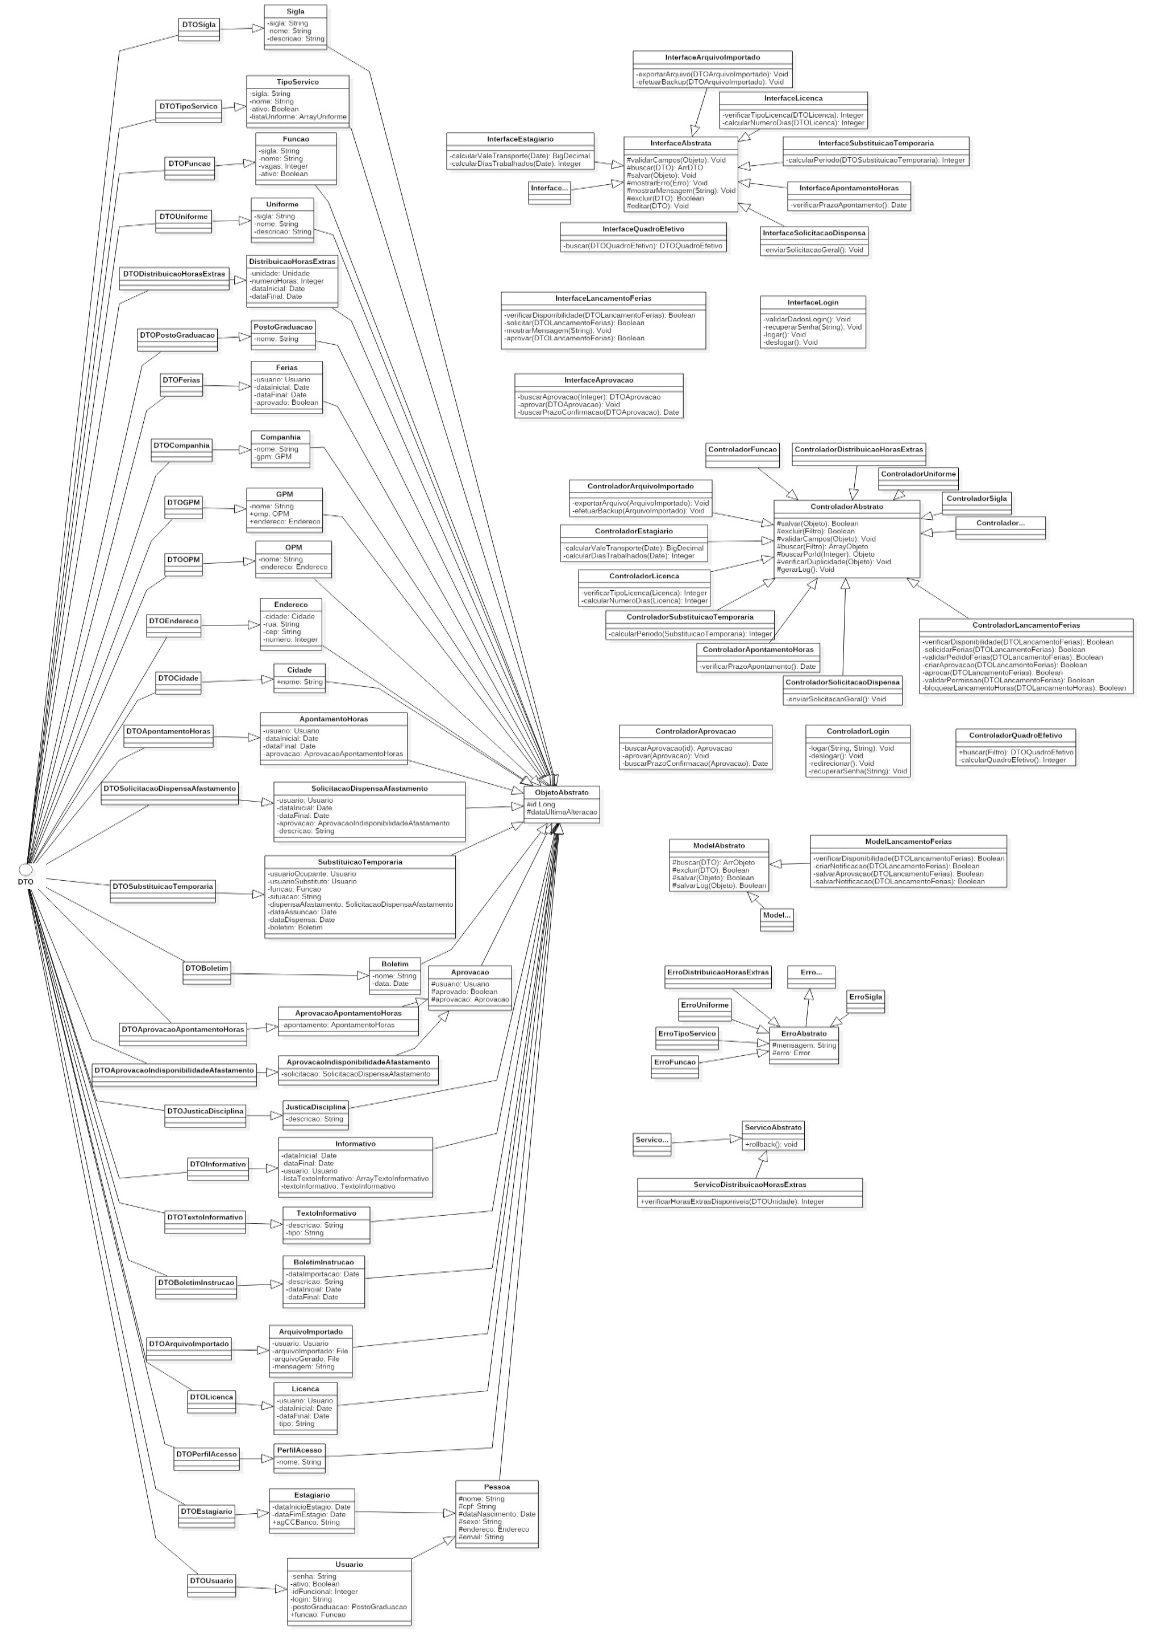 DTOSigla
Sigla
-sigla: String
-nome: String
-descricao: String
DTOTipoServico
TipoServico
-sigla: String
-nome: String
-ativo: Boolean
-listaUniforme: ArrayUniforme
DTOFuncao
Funcao
-sigla: String
-nome: String
-vagas: Integer
-ativo: Boolean
DTOUniforme
Uniforme
-sigla: String
-nome: String
-descricao: String
DTODistribuicaoHorasExtras
DistribuicaoHorasExtras
-unidade: Unidade
-numeroHoras: Integer
-dataInicial: Date
-dataFinal: Date
DTOPostoGraduacao
PostoGraduacao
-nome: String
DTOFerias
Ferias
-usuario: Usuario
-dataInicial: Date
-dataFinal: Date
-aprovado: Boolean
DTOCompanhia
Companhia
-nome: String
-gpm: GPM
DTOGPM
GPM
-nome: String
+omp: OPM
+endereco: Endereco
DTOOPM
OPM
-nome: String
-endereco: Endereco
DTOEndereco
Endereco
-cidade: Cidade
-rua: String
-cep: String
-numero: Integer
DTOCidade
Cidade
+nome: String
DTOApontamentoHoras
ApontamentoHoras
-usuario: Usuario
-dataInicial: Date
-dataFinal: Date
-aprovacao: AprovacaoApontamentoHoras
DTOSolicitacaoDispensaAfastamento
SolicitacaoDispensaAfastamento
-usuario: Usuario
-dataInicial: Date
-dataFinal: Date
-aprovacao: AprovacaoIndisponibilidadeAfastamento
-descricao: String
ObjetoAbstrato
#id Long
#dataUltimaAlteracao
DTO
DTOSubstituicaoTemporaria
SubstituicaoTemporaria
-usuarioOcupante: Usuario
-usuarioSubstituto: Usuario
-funcao: Funcao
-situacao: String
-dispensaAfastamento: SolicitacaoDispensaAfastamento
-dataAssuncao: Date
-dataDispensa: Date
-boletim: Boletim
DTOBoletim
Boletim
-nome: String
-data: Date
Aprovacao
#usuario: Usuario
#aprovado: Boolean
#aprovacao: Aprovacao
DTOAprovacaoApontamentoHoras
AprovacaoApontamentoHoras
-apontamento: ApontamentoHoras
DTOAprovacaoIndisponibilidadeAfastamento
AprovacaoIndisponibilidadeAfastamento
-solicitacao: SolicitacaoDispensaAfastamento
DTOJusticaDisciplina
JusticaDisciplina
-descricao: String
DTOInformativo
Informativo
-dataInicial: Date
-dataFinal: Date
-usuario: Usuario
-listaTextoInformativo: ArrayTextoInformativo
-textoInformativo: TextoInformativo
DTOTextoInformativo
TextoInformativo
-descricao: String
-tipo: String
DTOBoletimInstrucao
BoletimInstrucao
-dataImportacao: Date
-descricao: String
-dataInicial: Date
-dataFinal: Date
DTOArquivoImportado
ArquivoImportado
-usuario: Usuario
-arquivoImportado: File
-arquivoGerado: File
-mensagem: String
DTOLicenca
Licenca
-usuario: Usuario
-dataInicial: Date
-dataFinal: Date
-tipo: String
DTOPerfilAcesso
PerfilAcesso
-nome: String
DTOEstagiario
Estagiario
-dataInicioEstagio: Date
-dataFimEstagio: Date
+agCCBanco: String
Pessoa
#nome: String
#cpf: String
#dataNascimento: Date
#sexo: String
#endereco: Endereco
#email: String
DTOUsuario
Usuario
-senha: String
-ativo: Boolean
-idFuncional: Integer
-login: String
-postoGraduacao: PostoGraduacao
+funcao: Funcao
InterfaceArquivoImportado
-exportarArquivo(DTOArquivoImportado): Void
-efetuarBackup(DTOArquivoImportado): Void
InterfaceLicenca
-verificarTipoLicenca(DTOLicenca): Integer
-calcularNumeroDias(DTOLicenca): Integer
InterfaceEstagiario
-calcularValeTransporte(Date): BigDecimal
-calcularDiasTrabalhados(Date): Integer
InterfaceAbstrata
#validarCampos(Objeto): Void
#buscar(DTO): ArrDTO
#salvar(Objeto): Void
#mostrarErro(Erro): Void
#mostrarMensagem(String): Void
#excluir(DTO): Boolean
#editar(DTO): Void
InterfaceSubstituicaoTemporaria
-calcularPeriodo(DTOSubstituicaoTemporaria): Integer
Interface...
InterfaceApontamentoHoras
-verificarPrazoApontamento(): Date
InterfaceQuadroEfetivo
-buscar(DTOQuadroEfetivo): DTOQuadroEfetivo
InterfaceSolicitacaoDispensa
-enviarSolicitacaoGeral(): Void
InterfaceLancamentoFerias
-verificarDisponibilidade(DTOLancamentoFerias): Boolean
-solicitar(DTOLancamentoFerias): Boolean
-mostrarMensagem(String): Void
-aprovar(DTOLancamentoFerias): Boolean
InterfaceLogin
-validarDadosLogin(): Void
-recuperarSenha(String): Void
-logar(): Void
-deslogar(): Void
InterfaceAprovacao
-buscarAprovacao(Integer): DTOAprovacao
-aprovar(DTOAprovacao): Void
-buscarPrazoConfirmacao(DTOAprovacao): Date
ControladorFuncao
ControladorDistribuicaoHorasExtras
ControladorUniforme
ControladorSigla
Controlador...
ControladorArquivoImportado
-exportarArquivo(ArquivoImportado): Void
-efetuarBackup(ArquivoImportado): Void
ControladorAbstrato
#salvar(Objeto): Boolean
#excluir(Filtro): Boolean
#validarCampos(Objeto): Void
#buscar(Filtro): ArrayObjeto
#buscarPorId(Integer): Objeto
#verificarDuplicidade(Objeto): Void
#gerarLog(): Void
ControladorEstagiario
-calcularValeTransporte(Date): BigDecimal
-calcularDiasTrabalhados(Date): Integer
ControladorLicenca
-verificarTipoLicenca(Licenca): Integer
-calcularNumeroDias(Licenca): Integer
ControladorSubstituicaoTemporaria
-calcularPeriodo(SubstituicaoTemporaria): Integer
ControladorApontamentoHoras
-verificarPrazoApontamento(): Date
ControladorSolicitacaoDispensa
-enviarSolicitacaoGeral(): Void
ControladorLancamentoFerias
-verificarDisponibilidade(DTOLancamentoFerias): Boolean
-solicidarFerias(DTOLancamentoFerias): Boolean
-validarPedidoFerias(DTOLancamentoFerias): Boolean
-criarAprovacao(DTOLancamentoFerias): Boolean
-aprocar(DTOLancamentoFerias): Boolean
-validarPermissao(DTOLancamentoFerias): Boolean
-bloquearLancamentoHoras(DTOLancamentoHoras): Boolean
ControladorAprovacao
-buscarAprovacao(id): Aprovacao
-aprovar(Aprovacao): Void
-buscarPrazoConfirmacao(Aprovacao): Date
ControladorLogin
-logar(String, String): Void
-deslogar(): Void
-redirecionar(): Void
-recuperarSenha(String): Void
ControladorQuadroEfetivo
+buscar(Filtro): DTOQuadroEfetivo
-calcularQuadroEfetivo(): Integer
ModelAbstrato
#buscar(DTO): ArrObjeto
#excluir(DTO): Boolean
#salvar(Objeto): Boolean
#salvarLog(Objeto): Boolean
ModelLancamentoFerias
-verificarDisponibilidade(DTOLancamentoFerias): Boolean
-criarNotificacao(DTOLancamentoFerias): Boolean
-salvarAprovacao(DTOLancamentoFerias): Boolean
-salvarNotificacao(DTOLancamentoFerias): Boolean
Model...
ErroDistribuicaoHorasExtras
Erro...
ErroUniforme
ErroSigla
ErroTipoServico
ErroAbstrato
#mensagem: String
#erro: Error
ErroFuncao
Servico...
ServicoAbstrato
+rollback(): void
ServicoDistribuicaoHorasExtras
+verificarHorasExtrasDisponiveis(DTOUnidade): Integer